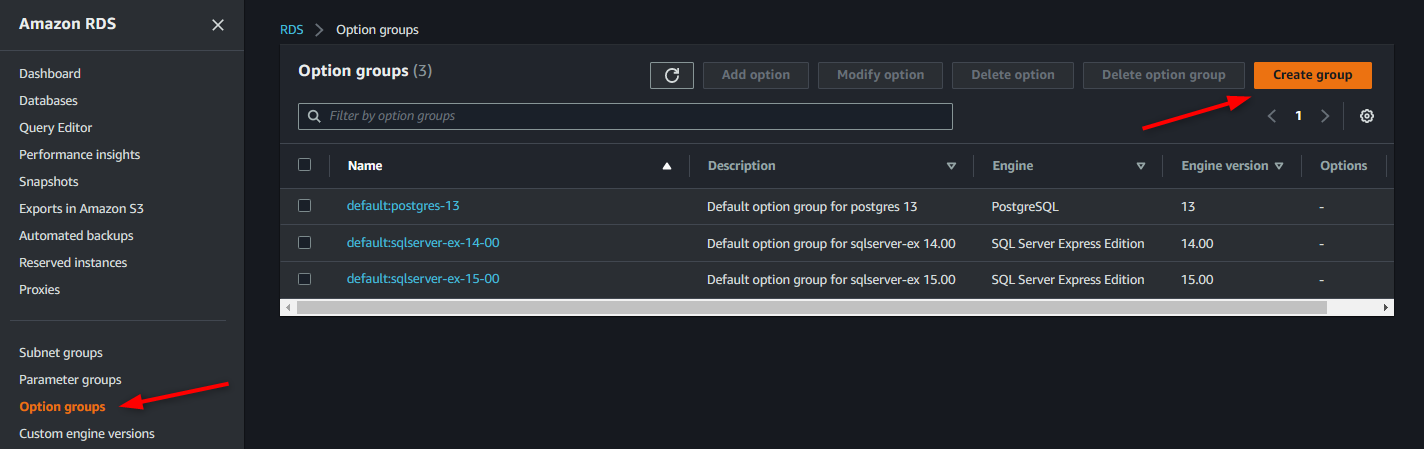 Amazon RDS
Dashboard
Databases
Query Editor
Performance insights
Snapshots
Exports in Amazon S3
Automated backups
Reserved instances
Proxies
Subnet groups
Parameter groups
Option groups
Custom engine versions
RDS > Option groups
Option groups (3) Add option Modify option Delete option Delete option group Create group
Filter by option groups 1
Name Description Engine Engine version Options
default:postgres-13 Default option group for postgres 13 PostgreSQL 13 -
default:sqlserver-ex-14-00 Default option group for sqlserver-ex 14.00 SQL Server Express Edition 14.00 -
default:sqlserver-ex-15-00 Default option group for sqlserver-ex 15.00 SQL Server Express Edition 15.00 -